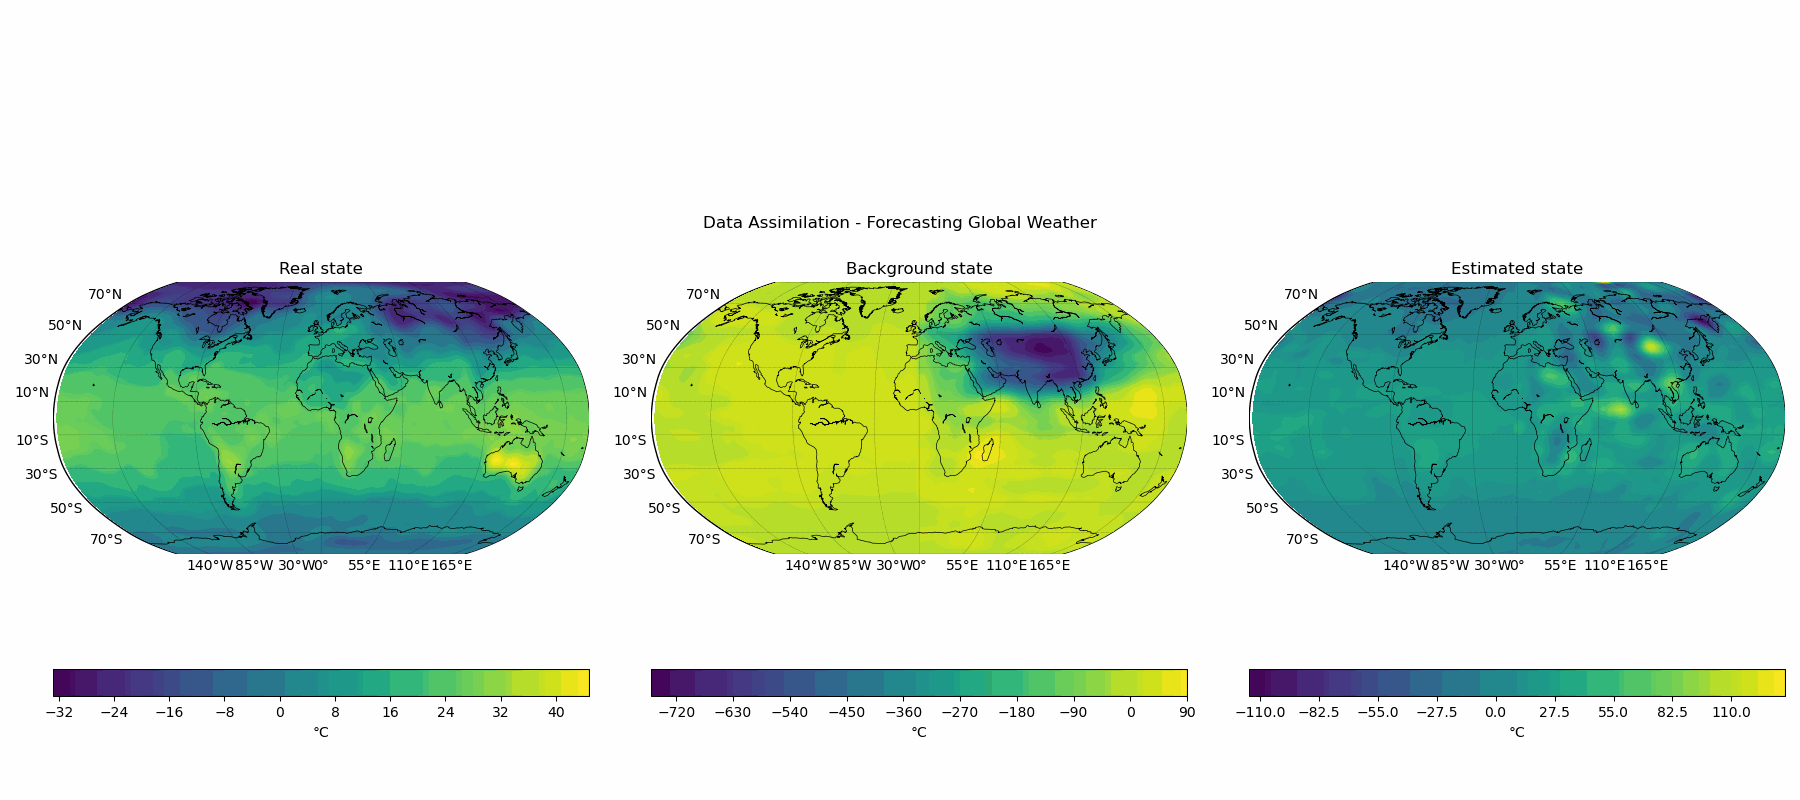 Data Assimilation - Forecasting Global Weather
Real state
70°N
50°N
30°N
10°N
10°S
30°S
50°S
70°S
140°W 85°W 30°W 0° 55°E 110°E 165°E
−32 −24 −16 −8 0 8 16 24 32 40
°C
Background state
70°N
50°N
30°N
10°N
10°S
30°S
50°S
70°S
140°W 85°W 30°W 0° 55°E 110°E 165°E
−720 −630 −540 −450 −360 −270 −180 −90 0 90
°C
Estimated state
70°N
50°N
30°N
10°N
10°S
30°S
50°S
70°S
140°W 85°W 30°W 0° 55°E 110°E 165°E
−110.0 −82.5 −55.0 −27.5 0.0 27.5 55.0 82.5 110.0
°C